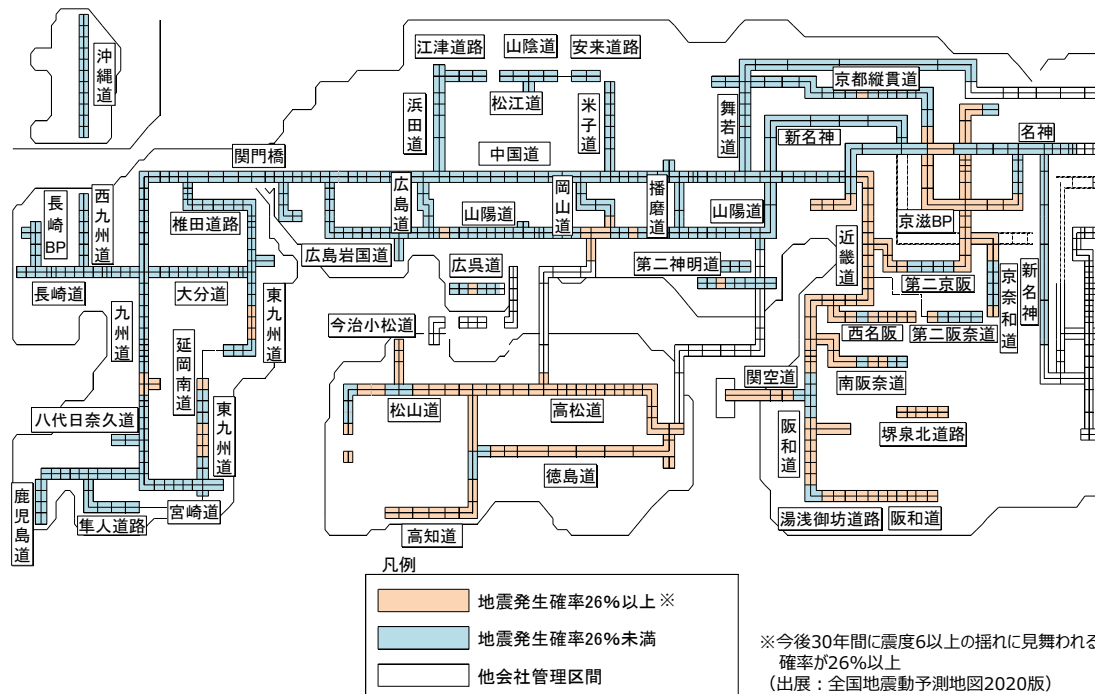 沖縄道
江津道路
山陰道
安来道路
京都縦貫道
浜田道
松江道
米子道
舞若道
新名神
名神
関門橋
中国道
長崎BP
西九州道
椎田道路
広島道
山陽道
岡山道
播磨道
山陽道
京滋BP
広島岩国道
近畿道
長崎道
大分道
東九州道
広呉道
第二神明道
第二京阪
京奈和道
新名神
九州道
延岡南道
今治小松道
西名阪
第二阪奈道
関空道
南阪奈道
八代日奈久道
東九州道
松山道
高松道
阪和道
堺泉北道路
徳島道
鹿児島道
隼人道路
宮崎道
高知道
湯浅御坊道路
阪和道
凡例
地震発生確率26%以上※
地震発生確率26%未満
他会社管理区間
※今後30年間に震度6以上の揺れに見舞われる
確率が26%以上
(出展:全国地震動予測地図2020版)